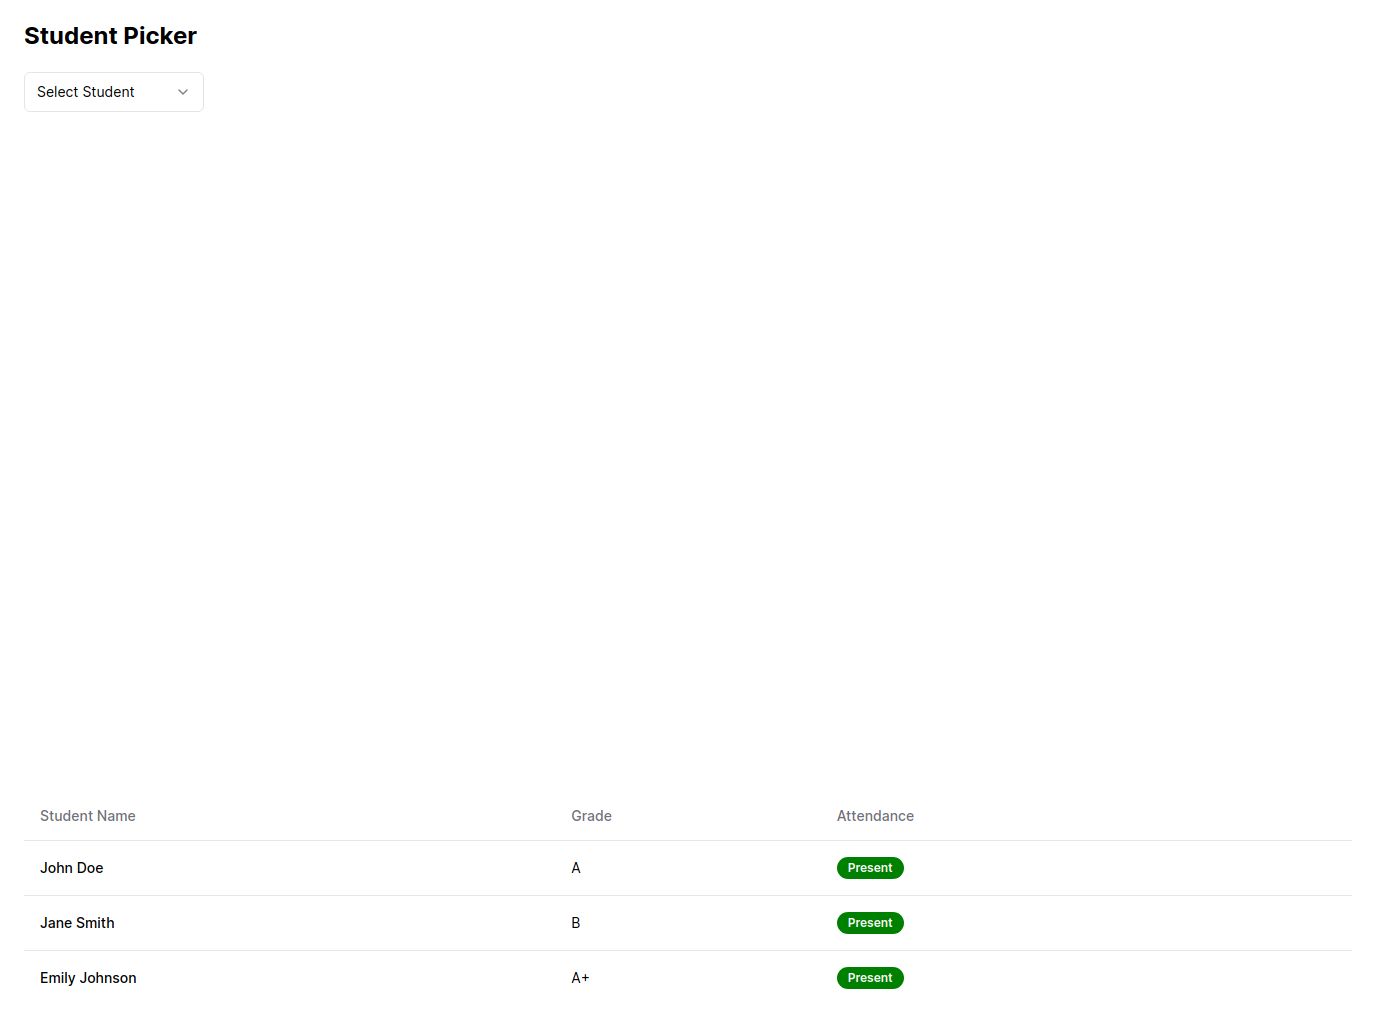 Student Picker
Select Student
Student Name Grade Attendance
John Doe A Present
Jane Smith B Present
Emily Johnson A+ Present